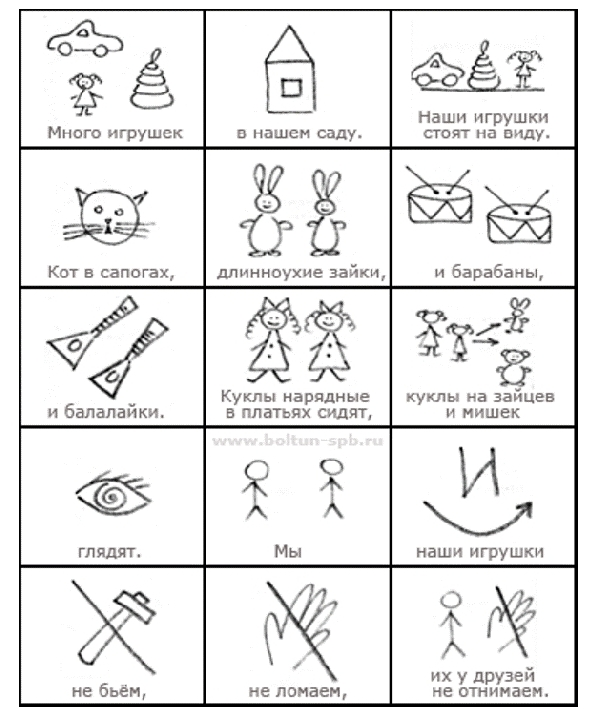 Много игрушек
в нашем саду.
Наши игрушки
стоят на виду.
Кот в сапогах,
длинноухие зайки,
и барабаны,
и балалайки.
Куклы нарядные
в платьях сидят,
куклы на зайцев
и мишек
www.boltun-spb.ru
глядят.
Мы
И
наши игрушки
не бьём,
не ломаем,
их у друзей
не отнимаем.